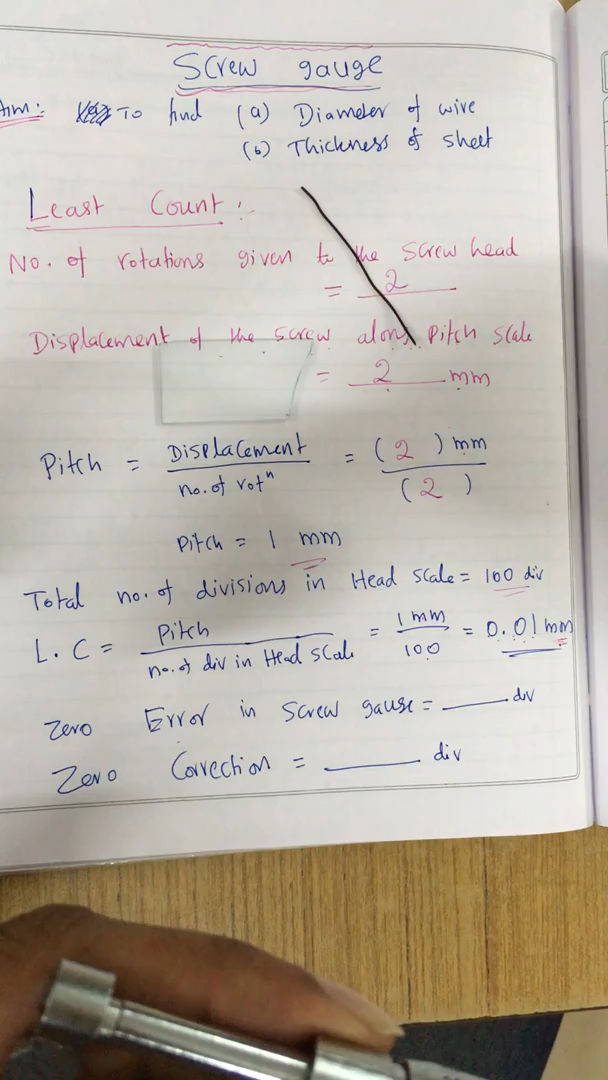 Screw gauge
Aim: To find (a) Diameter of wire
(b) Thickness of sheet
Least Count:-
No. of rotations given to the screw head
= 2
Displacement of the screw along Pitch scale
= 2 mm
Pitch = Displacement / no. of rotⁿ = (2) mm / (2)
Pitch = 1 mm
Total no. of divisions in Head scale = 100 div
L.C = Pitch / no. of div in Head scale = 1 mm / 100 = 0.01 mm
Zero Error in screw gauge = ____ div
Zero Correction = ____ div